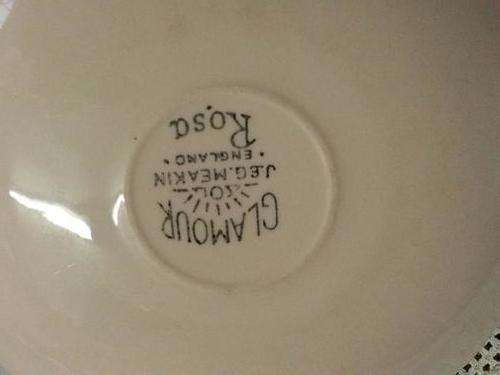 GLAMOUR
SOL
J.&G. MEAKIN
• ENGLAND •
Rosa